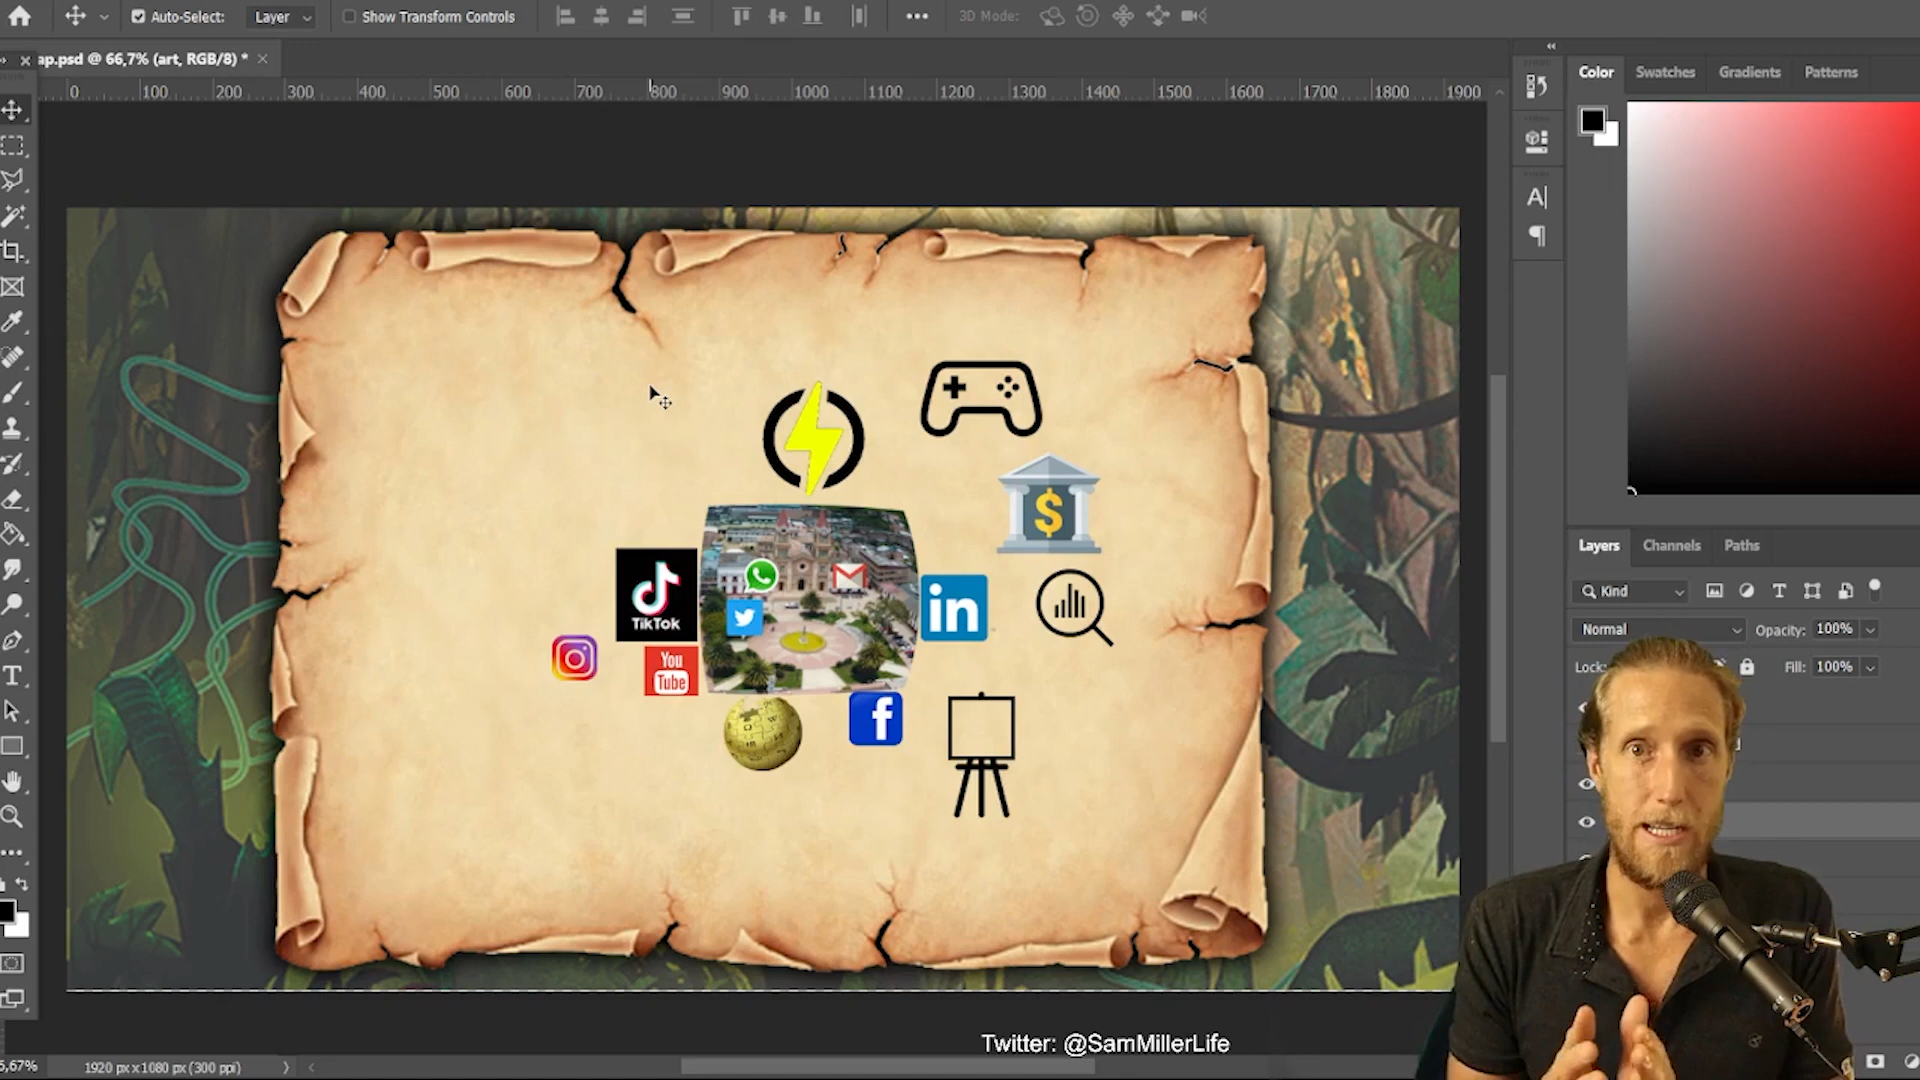 Auto-Select:
Layer
Show Transform Controls
3D Mode:
ap.psd @ 66,7% (art, RGB/8) *
0 100 200 300 400 500 600 700 800 900 1000 1100 1200 1300 1400 1500 1600 1700 1800 1900
Color
Swatches
Gradients
Patterns
$
TikTok
You
Tube
in
f
Layers
Channels
Paths
Kind
Normal
Opacity:
100%
Lock:
Fill:
100%
Twitter: @SamMillerLife
1920 px x 1080 px (300 ppi)